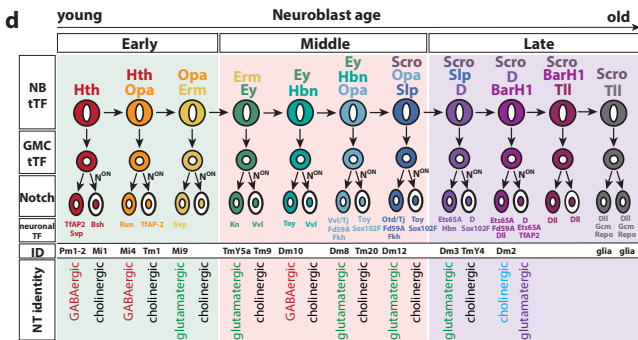 d
young Neuroblast age old
Early Middle Late
NB tTF
Hth
Hth Opa
Opa Erm
Erm Ey
Ey Hbn
Ey Hbn Opa
Scro Opa Slp
Scro Slp D
Scro D BarH1
Scro BarH1 Tll
Scro Tll
GMC tTF
N^ON N^ON N^ON N^ON N^ON N^ON N^ON N^ON N^ON N^ON
Notch
neuronal TF
TfAP2 Svp
Bsh
Run
TfAP-2
Svp
Kn
Vvl
Toy
Vvl
Vvl/Tj Fd59A Fkh
Toy Sox102F
Otd/Tj Fd59A Fkh
Toy Sox102F
Ets65A Hbn
D Sox102F
Ets65A Fd59A Dll
D Ets65A TfAP2
Dll
Dll
Dll Gcm Repo
Dll Gcm Repo
ID
Pm1-2 Mi1 Mi4 Tm1 Mi9 TmY5a Tm9 Dm10 Dm8 Tm20 Dm12 Dm3 TmY4 Dm2 glia glia
NT identity
GABAergic
cholinergic
GABAergic
cholinergic
glutamatergic
cholinergic
glutamatergic
cholinergic
GABAergic
cholinergic
glutamatergic
cholinergic
glutamatergic
cholinergic
glutamatergic
cholinergic
cholinergic
glutamatergic